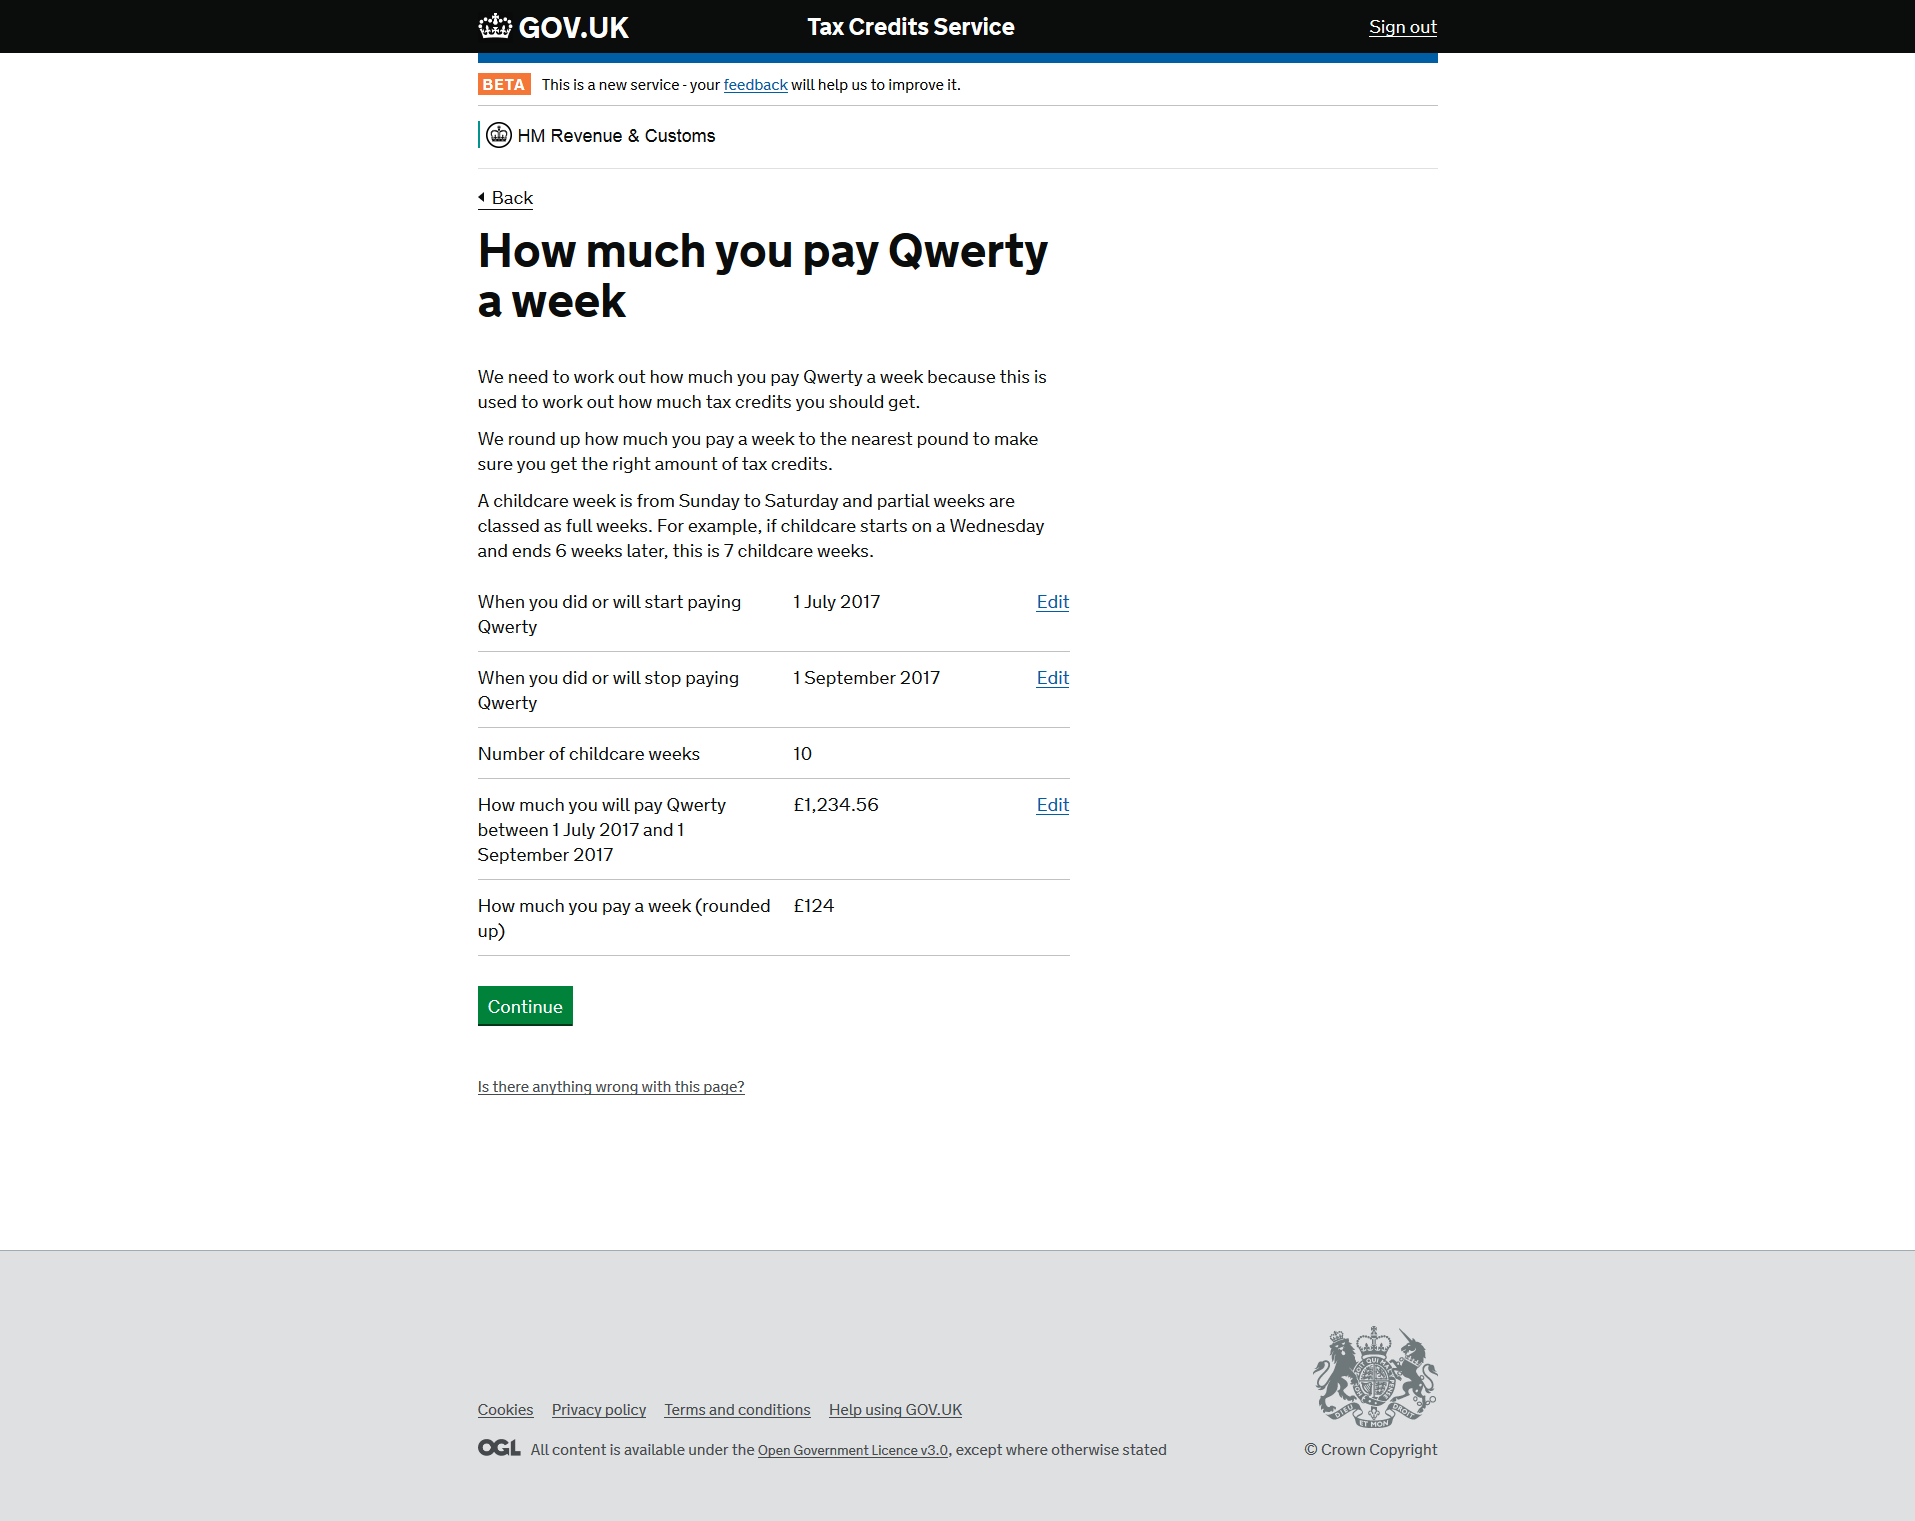 GOV.UK Tax Credits Service Sign out
BETA This is a new service - your feedback will help us to improve it.
HM Revenue & Customs
Back
How much you pay Qwerty
a week
We need to work out how much you pay Qwerty a week because this is
used to work out how much tax credits you should get.
We round up how much you pay a week to the nearest pound to make
sure you get the right amount of tax credits.
A childcare week is from Sunday to Saturday and partial weeks are
classed as full weeks. For example, if childcare starts on a Wednesday
and ends 6 weeks later, this is 7 childcare weeks.
When you did or will start paying 1 July 2017 Edit
Qwerty
When you did or will stop paying 1 September 2017 Edit
Qwerty
Number of childcare weeks 10
How much you will pay Qwerty £1,234.56 Edit
between 1 July 2017 and 1
September 2017
How much you pay a week (rounded £124
up)
Continue
Is there anything wrong with this page?
DIEU ET MON DROIT
Cookies Privacy policy Terms and conditions Help using GOV.UK
OGL All content is available under the Open Government Licence v3.0, except where otherwise stated © Crown Copyright